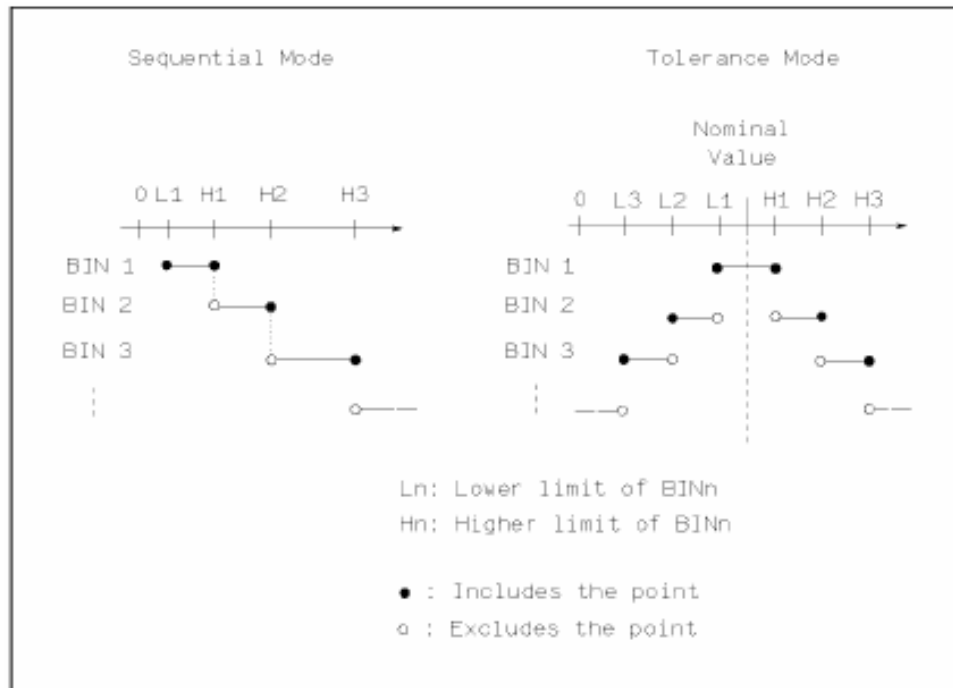 Sequential Mode
Tolerance Mode
Nominal
Value
0 L1 H1 H2 H3
0 L3 L2 L1 H1 H2 H3
BIN 1
BIN 2
BIN 3
BIN 1
BIN 2
BIN 3
Ln: Lower limit of BINn
Hn: Higher limit of BINn
● : Includes the point
○ : Excludes the point